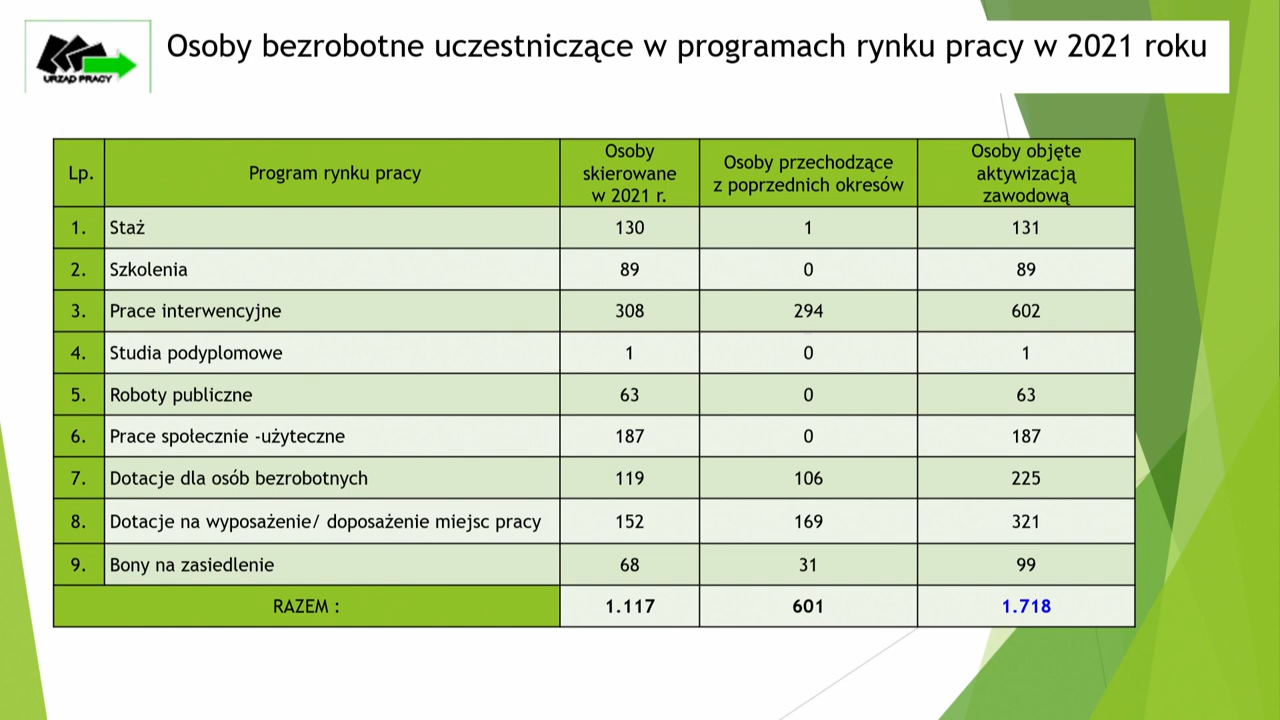 URZĄD PRACY
Osoby bezrobotne uczestniczące w programach rynku pracy w 2021 roku
Lp. Program rynku pracy Osoby skierowane w 2021 r. Osoby przechodzące z poprzednich okresów Osoby objęte aktywizacją zawodową
1. Staż 130 1 131
2. Szkolenia 89 0 89
3. Prace interwencyjne 308 294 602
4. Studia podyplomowe 1 0 1
5. Roboty publiczne 63 0 63
6. Prace społecznie -użyteczne 187 0 187
7. Dotacje dla osób bezrobotnych 119 106 225
8. Dotacje na wyposażenie/ doposażenie miejsc pracy 152 169 321
9. Bony na zasiedlenie 68 31 99
RAZEM : 1.117 601 1.718